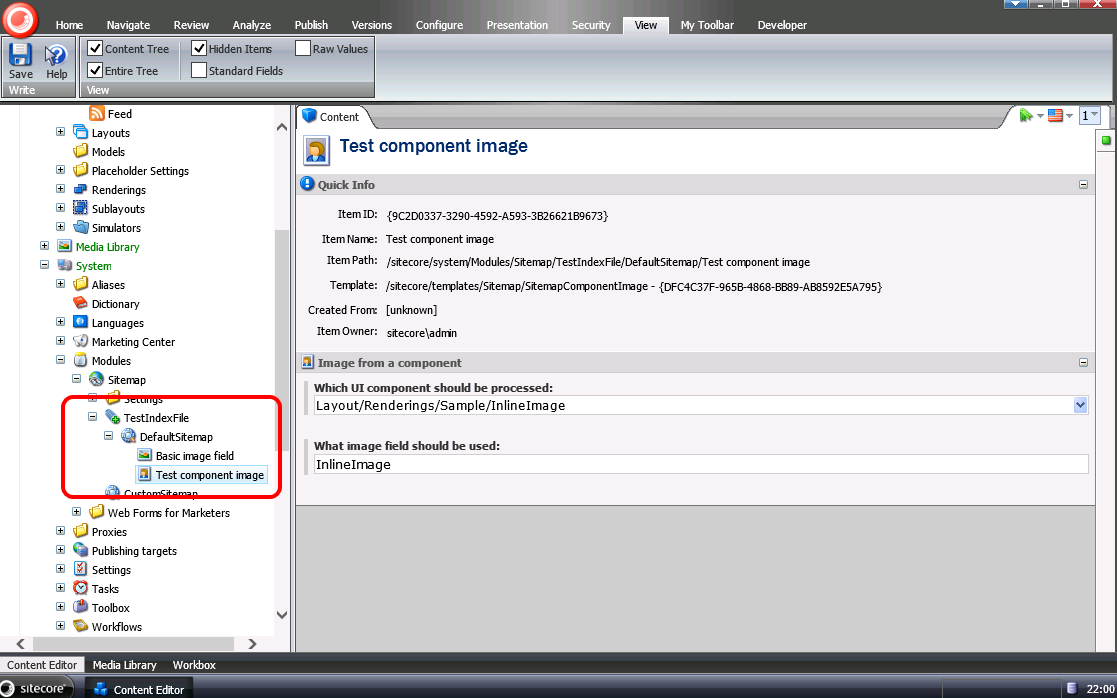 Home Navigate Review Analyze Publish Versions Configure Presentation Security View My Toolbar Developer
Content Tree Hidden Items Raw Values
Entire Tree Standard Fields
Save Help
Write View
Feed
Layouts
Models
Placeholder Settings
Renderings
Sublayouts
Simulators
Media Library
System
Aliases
Dictionary
Languages
Marketing Center
Modules
Sitemap
Settings
TestIndexFile
DefaultSitemap
Basic image field
Test component image
CustomSitemap
Web Forms for Marketers
Proxies
Publishing targets
Settings
Tasks
Toolbox
Workflows
Content
1
Test component image
Quick Info
Item ID: {9C2D0337-3290-4592-A593-3B26621B9673}
Item Name: Test component image
Item Path: /sitecore/system/Modules/Sitemap/TestIndexFile/DefaultSitemap/Test component image
Template: /sitecore/templates/Sitemap/SitemapComponentImage - {DFC4C37F-965B-4868-BB89-AB8592E5A795}
Created From: [unknown]
Item Owner: sitecore\admin
Image from a component
Which UI component should be processed:
Layout/Renderings/Sample/InlineImage
What image field should be used:
InlineImage
Content Editor Media Library Workbox
sitecore Content Editor 22:00